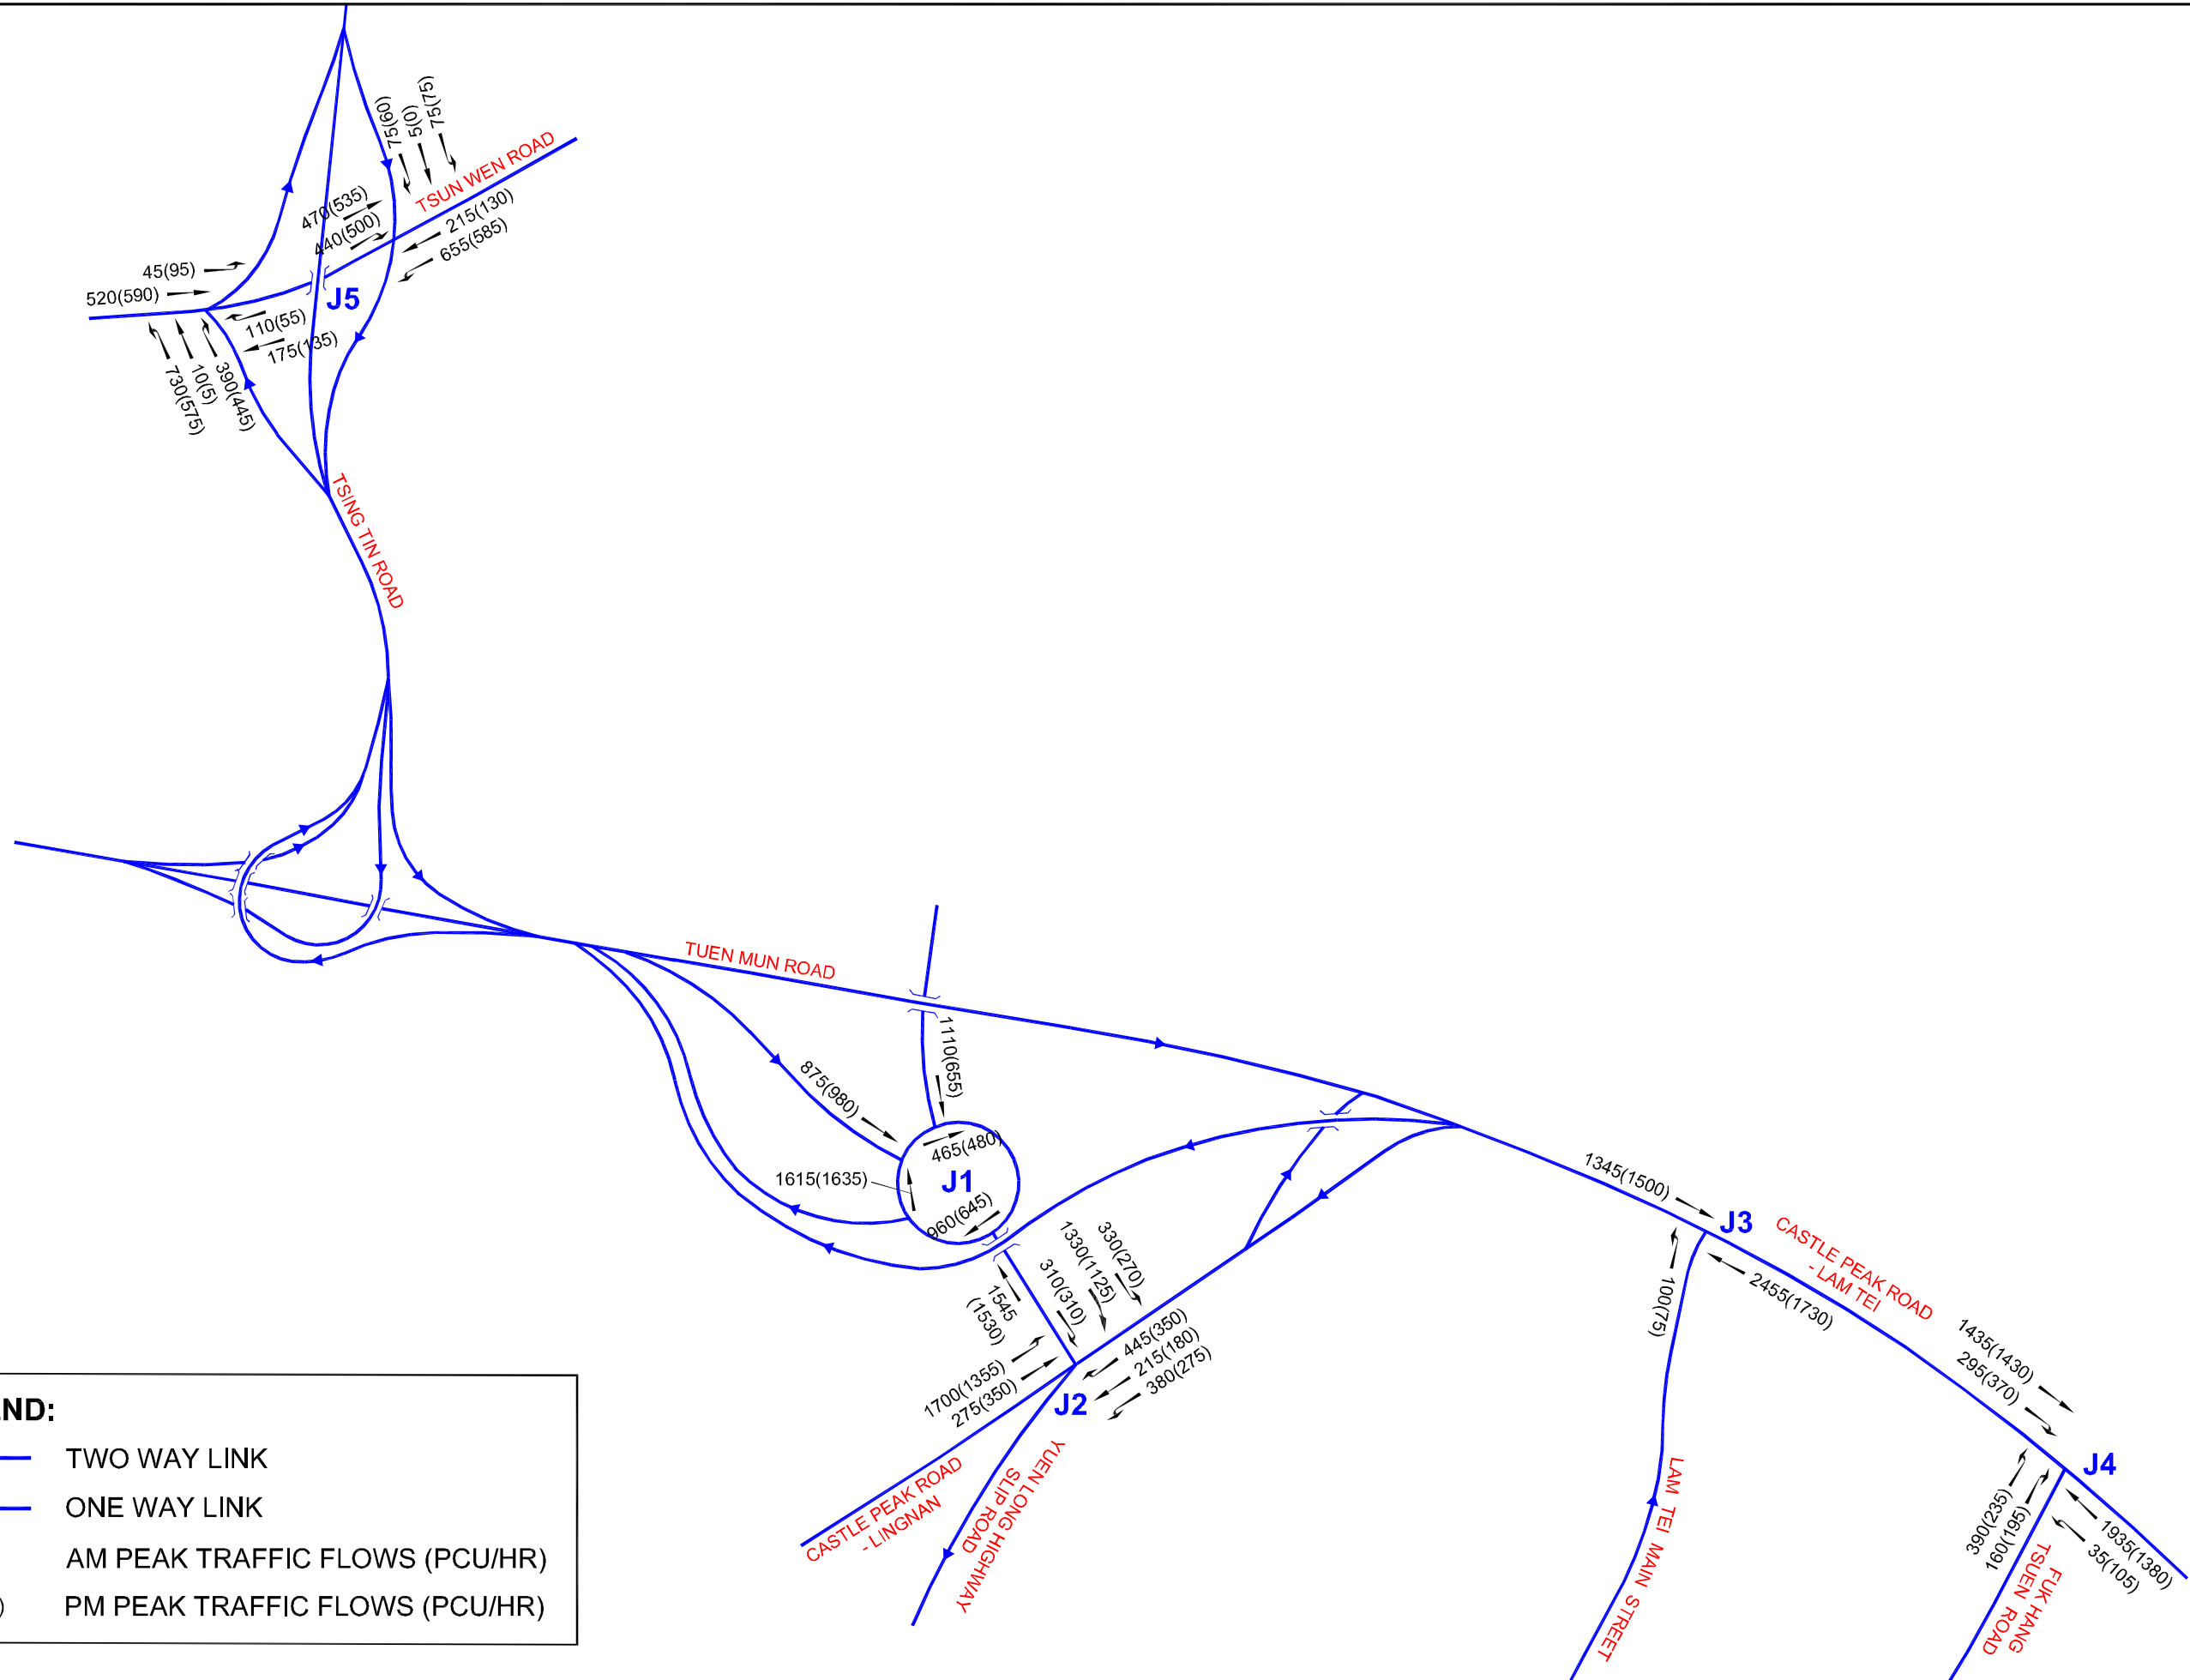 75(60)
5(0)
75(75)
TSUN WEN ROAD
470(535)
440(500)
215(130)
655(585)
45(95)
520(590)
J5
110(55)
175(135)
730(575)
10(5)
390(445)
TSING TIN ROAD
TUEN MUN ROAD
1110(655)
875(980)
465(480)
1615(1635)
J1
960(645)
1345(1500)
J3
CASTLE PEAK ROAD
- LAM TEI
2455(1730)
100(75)
330(270)
1330(1125)
310(310)
1545
(1530)
1700(1355)
275(350)
445(350)
215(180)
380(275)
J2
1435(1430)
295(370)
J4
390(235)
160(195)
1935(1380)
35(105)
CASTLE PEAK ROAD
- LINGNAN
YUEN LONG HIGHWAY
SLIP ROAD
LAM TEI MAIN STREET
FUK HANG
TSUEN ROAD
ND:
TWO WAY LINK
ONE WAY LINK
AM PEAK TRAFFIC FLOWS (PCU/HR)
) PM PEAK TRAFFIC FLOWS (PCU/HR)